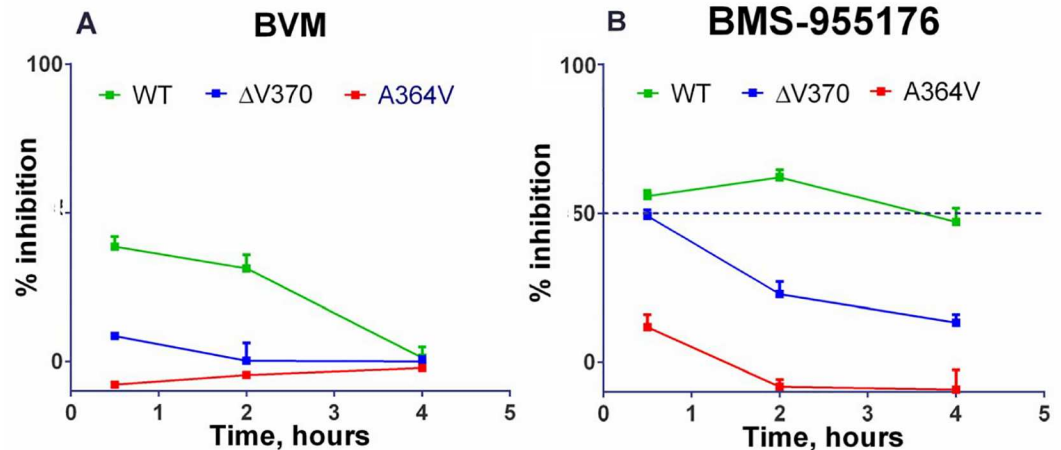 A
BVM
100
WT
ΔV370
A364V
% inhibition
0
0
1
2
3
4
5
Time, hours
B
BMS-955176
100
WT
ΔV370
A364V
% inhibition
50
0
0
1
2
3
4
5
Time, hours